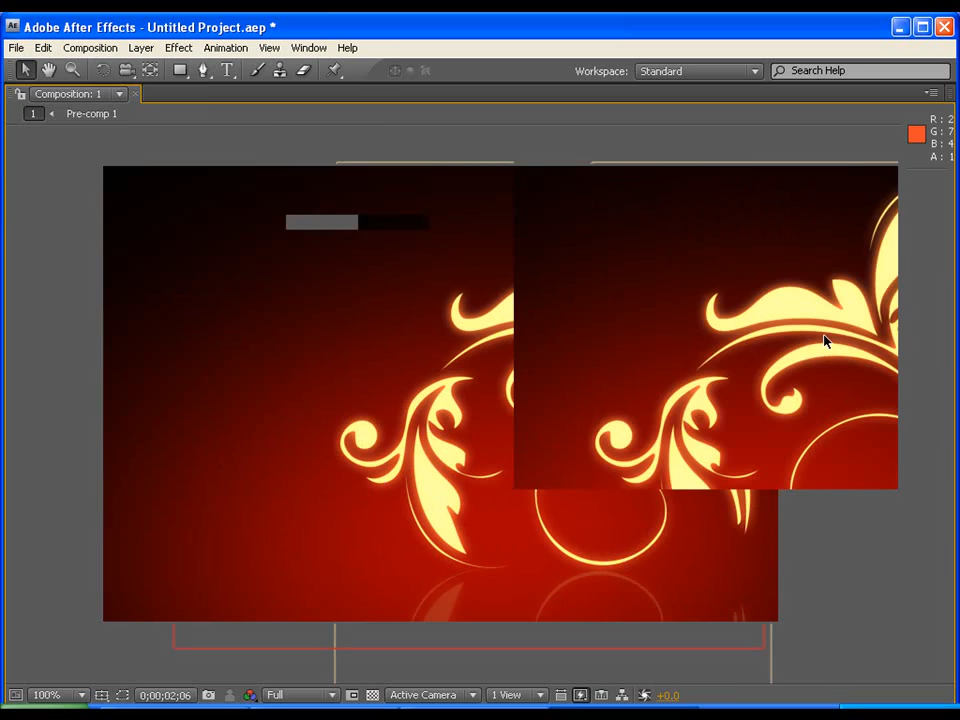 Adobe After Effects - Untitled Project.aep *
File Edit Composition Layer Effect Animation View Window Help
Workspace: Standard Search Help
Composition: 1
1 Pre-comp 1
R: 2
G: 7
B: 4
A: 1
100% 0;00;02;06 Full Active Camera 1 View +0.0